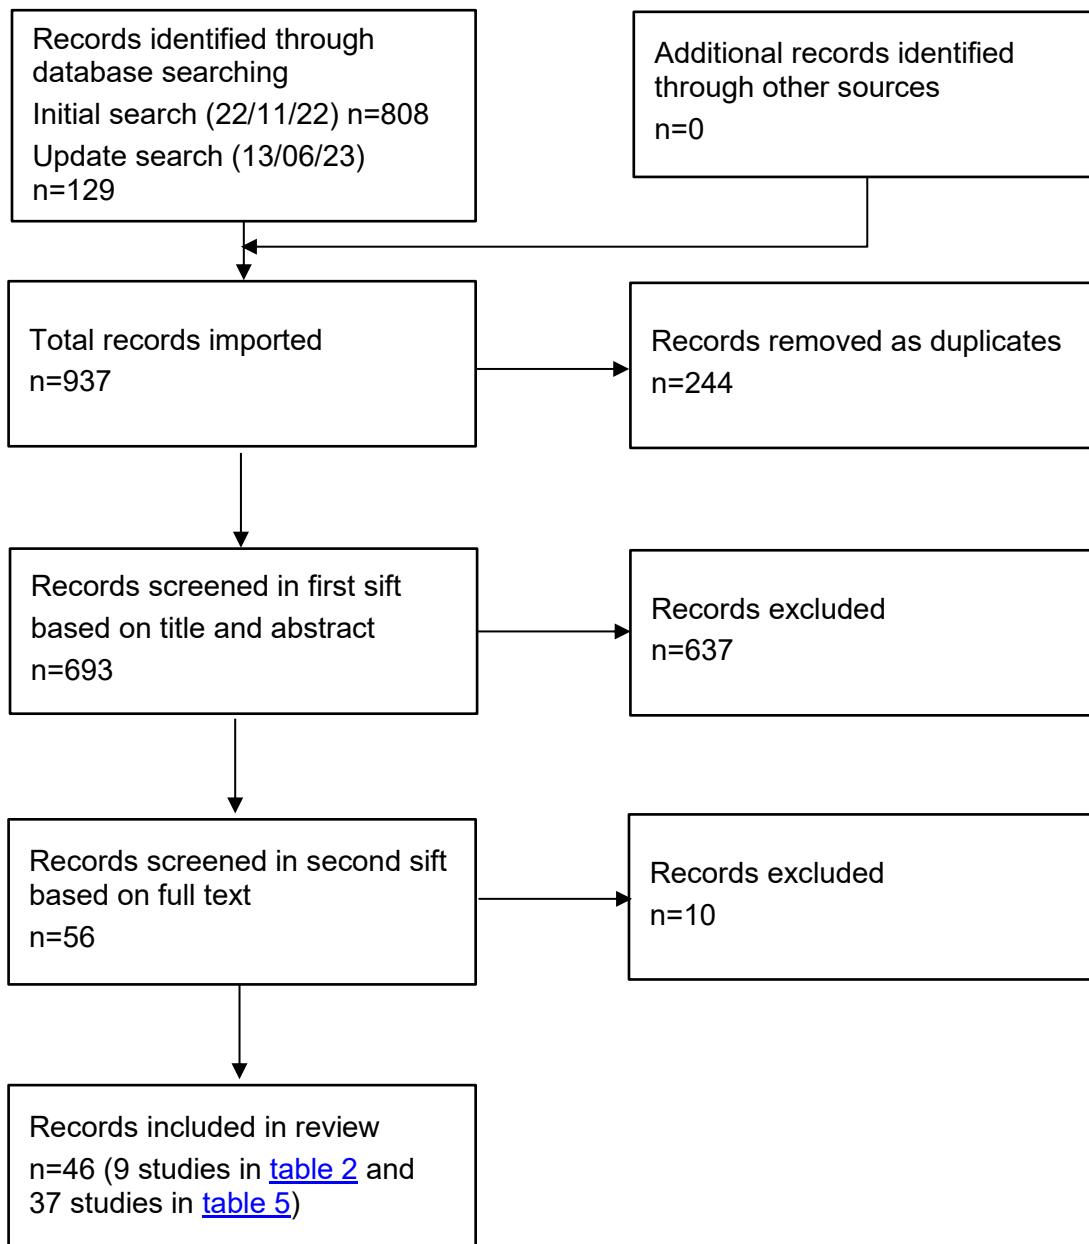 Records identified through
database searching
Initial search (22/11/22) n=808
Update search (13/06/23)
n=129
Additional records identified
through other sources
n=0
Total records imported
n=937
Records removed as duplicates
n=244
Records screened in first sift
based on title and abstract
n=693
Records excluded
n=637
Records screened in second sift
based on full text
n=56
Records excluded
n=10
Records included in review
n=46 (9 studies in table 2 and
37 studies in table 5)